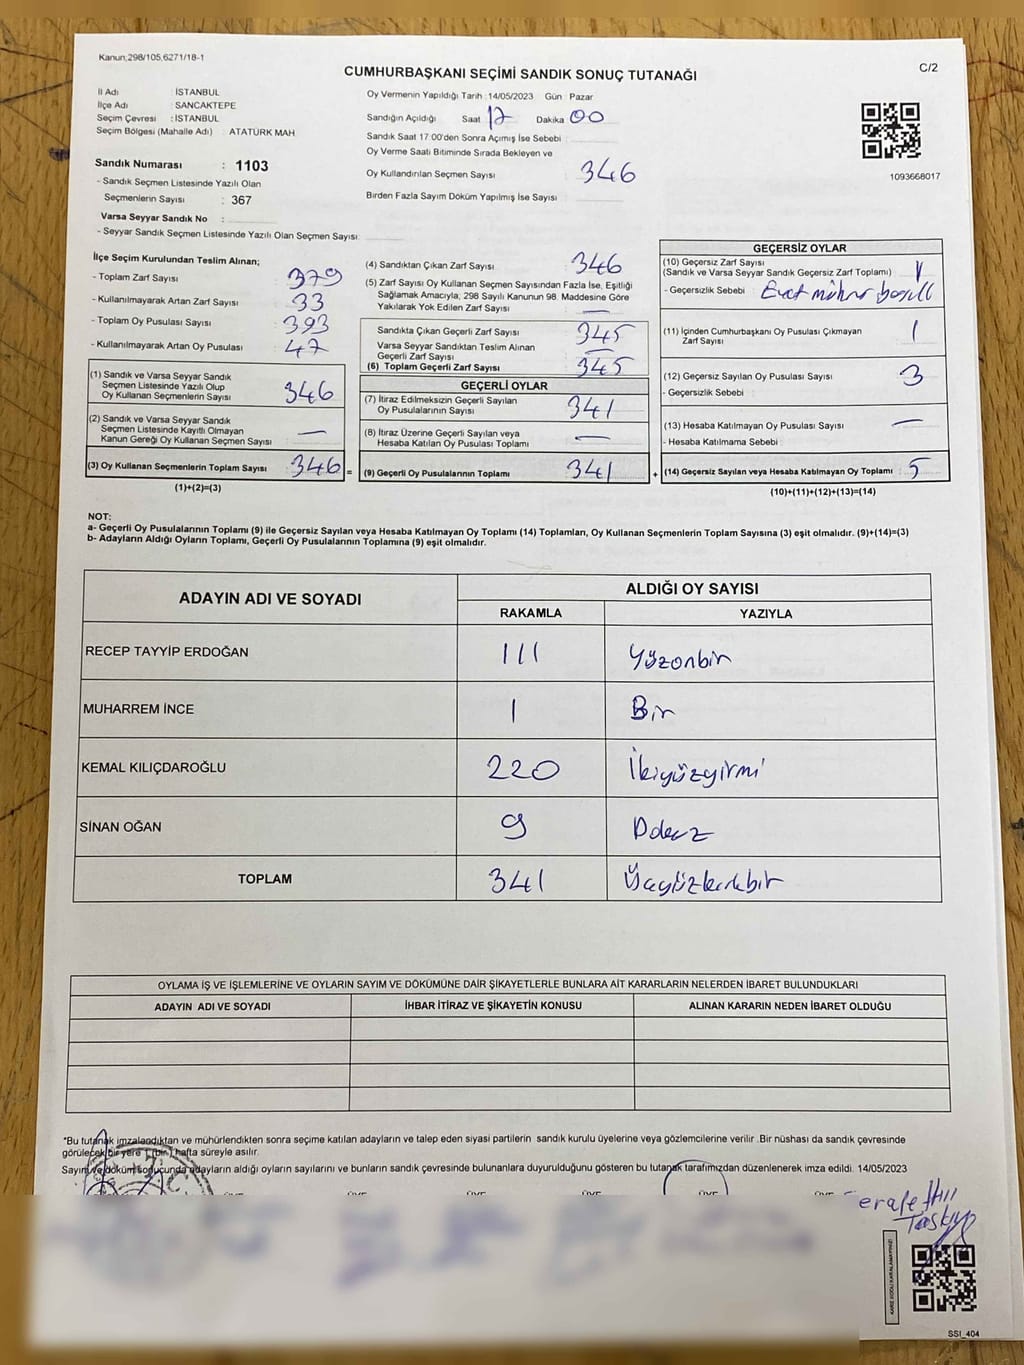 Kanun;298/105,6271/18-1
CUMHURBAŞKANI SEÇİMİ SANDIK SONUÇ TUTANAĞI
C/2
İl Adı : İSTANBUL
İlçe Adı : SANCAKTEPE
Seçim Çevresi : İSTANBUL
Seçim Bölgesi (Mahalle Adı) : ATATÜRK MAH
Oy Vermenin Yapıldığı Tarih : 14/05/2023 Gün : Pazar
Sandığın Açıldığı Saat 17 Dakika 00
Sandık Saat 17:00'den Sonra Açımış İse Sebebi :
Oy Verme Saati Bitiminde Sırada Bekleyen ve
Oy Kullandırılan Seçmen Sayısı : 346
Birden Fazla Sayım Döküm Yapılmış İse Sayısı :
1093668017
Sandık Numarası : 1103
- Sandık Seçmen Listesinde Yazılı Olan
Seçmenlerin Sayısı : 367
Varsa Seyyar Sandık No :
- Seyyar Sandık Seçmen Listesinde Yazılı Olan Seçmen Sayısı:
İlçe Seçim Kurulundan Teslim Alınan;
- Toplam Zarf Sayısı : 379
- Kullanılmayarak Artan Zarf Sayısı : 33
- Toplam Oy Pusulası Sayısı : 393
- Kullanılmayarak Artan Oy Pusulası : 47
(1) Sandık ve Varsa Seyyar Sandık
Seçmen Listesinde Yazılı Olup
Oy Kullanan Seçmenlerin Sayısı : 346
(2) Sandık ve Varsa Seyyar Sandık
Seçmen Listesinde Kayıtlı Olmayan
Kanun Gereği Oy Kullanan Seçmen Sayısı : —
(3) Oy Kullanan Seçmenlerin Toplam Sayısı : 346 =
(1)+(2)=(3)
(4) Sandıktan Çıkan Zarf Sayısı : 346
(5) Zarf Sayısı Oy Kullanan Seçmen Sayısından Fazla İse, Eşitliği
Sağlamak Amacıyla; 298 Sayılı Kanunun 98. Maddesine Göre
Yakılarak Yok Edilen Zarf Sayısı : —
Sandıkta Çıkan Geçerli Zarf Sayısı : 345
Varsa Seyyar Sandıktan Teslim Alınan
Geçerli Zarf Sayısı : —
(6) Toplam Geçerli Zarf Sayısı : 345
GEÇERLİ OYLAR
(7) İtiraz Edilmeksizin Geçerli Sayılan
Oy Pusulalarının Sayısı : 341
(8) İtiraz Üzerine Geçerli Sayılan veya
Hesaba Katılan Oy Pusulası Toplamı : —
(9) Geçerli Oy Pusulalarının Toplamı : 341 +
GEÇERSİZ OYLAR
(10) Geçersiz Zarf Sayısı
(Sandık ve Varsa Seyyar Sandık Geçersiz Zarf Toplamı) : 1
- Geçersizlik Sebebi : Evet mührü
(11) İçinden Cumhurbaşkanı Oy Pusulası Çıkmayan
Zarf Sayısı : 1
(12) Geçersiz Sayılan Oy Pusulası Sayısı : 3
- Geçersizlik Sebebi :
(13) Hesaba Katılmayan Oy Pusulası Sayısı : —
- Hesaba Katılmama Sebebi :
(14) Geçersiz Sayılan veya Hesaba Katılmayan Oy Toplamı : 5
(10)+(11)+(12)+(13)=(14)
NOT:
a- Geçerli Oy Pusulalarının Toplamı (9) ile Geçersiz Sayılan veya Hesaba Katılmayan Oy Toplamı (14) Toplamları, Oy Kullanan Seçmenlerin Toplam Sayısına (3) eşit olmalıdır. (9)+(14)=(3)
b- Adayların Aldığı Oyların Toplamı, Geçerli Oy Pusulalarının Toplamına (9) eşit olmalıdır.
ADAYIN ADI VE SOYADI
ALDIĞI OY SAYISI
RAKAMLA YAZIYLA
RECEP TAYYİP ERDOĞAN 111 Yüzonbir
MUHARREM İNCE 1 Bir
KEMAL KILIÇDAROĞLU 220 İkiyüzyirmi
SİNAN OĞAN 9 Dokuz
TOPLAM 341 Üçyüzkırkbir
OYLAMA İŞ VE İŞLEMLERİNE VE OYLARIN SAYIM VE DÖKÜMÜNE DAİR ŞİKAYETLERLE BUNLARA AİT KARARLARIN NELERDEN İBARET BULUNDUKLARI
ADAYIN ADI VE SOYADI İHBAR İTİRAZ VE ŞİKAYETİN KONUSU ALINAN KARARIN NEDEN İBARET OLDUĞU
*Bu tutanak imzalandıktan ve mühürlendikten sonra seçime katılan adayların ve talep eden siyasi partilerin sandık kurulu üyelerine veya gözlemcilerine verilir .Bir nüshası da sandık çevresinde
görülecek bir yere 1(bir) hafta süreyle asılır.
Sayım ve döküm sonucunda adayların aldığı oyların sayılarını ve bunların sandık çevresinde bulunanlara duyurulduğunu gösteren bu tutanak tarafımızdan düzenlenerek imza edildi. 14/05/2023
ÜYE ÜYE ÜYE ÜYE ÜYE ÜYE
KARE KODU KARALAMAYINIZ!
SSİ_404